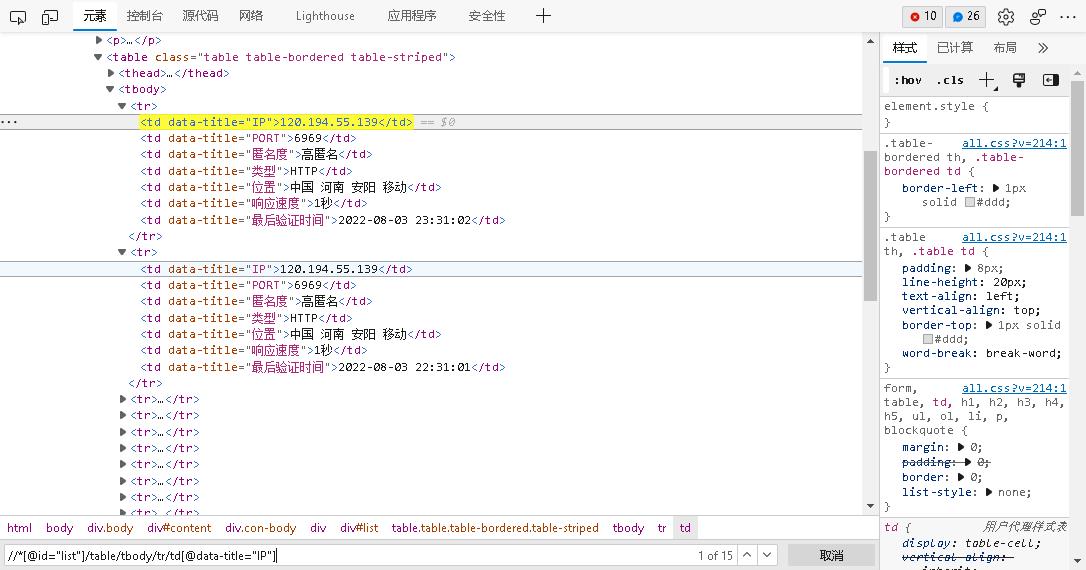 元素 控制台 源代码 网络 Lighthouse 应用程序 安全性 10 26
<p>…</p>
<table class="table table-bordered table-striped">
<thead>…</thead>
<tbody>
<tr>
<td data-title="IP">120.194.55.139</td> == $0
<td data-title="PORT">6969</td>
<td data-title="匿名度">高匿名</td>
<td data-title="类型">HTTP</td>
<td data-title="位置">中国 河南 安阳 移动</td>
<td data-title="响应速度">1秒</td>
<td data-title="最后验证时间">2022-08-03 23:31:02</td>
</tr>
<tr>
<td data-title="IP">120.194.55.139</td>
<td data-title="PORT">6969</td>
<td data-title="匿名度">高匿名</td>
<td data-title="类型">HTTP</td>
<td data-title="位置">中国 河南 安阳 移动</td>
<td data-title="响应速度">1秒</td>
<td data-title="最后验证时间">2022-08-03 22:31:01</td>
</tr>
<tr>…</tr>
<tr>…</tr>
<tr>…</tr>
<tr>…</tr>
<tr>…</tr>
<tr>…</tr>
<tr>…</tr>
html body div.body div#content div.con-body div div#list table.table.table-bordered.table-striped tbody tr td
//*[@id="list"]/table/tbody/tr/td[@data-title="IP"] 1 of 15 取消
样式 已计算 布局
:hov .cls
element.style {
}
.table- all.css?v=214:1
bordered th, .table-
bordered td {
border-left: 1px
solid #ddd;
}
.table all.css?v=214:1
th, .table td {
padding: 8px;
line-height: 20px;
text-align: left;
vertical-align: top;
border-top: 1px solid
#ddd;
word-break: break-word;
}
form, all.css?v=214:1
table, td, h1, h2, h3, h4,
h5, ul, ol, li, p,
blockquote {
margin: 0;
padding: 0;
border: 0;
list-style: none;
}
td { 用户代理样式表
display: table-cell;
vertical-align:
inherit;